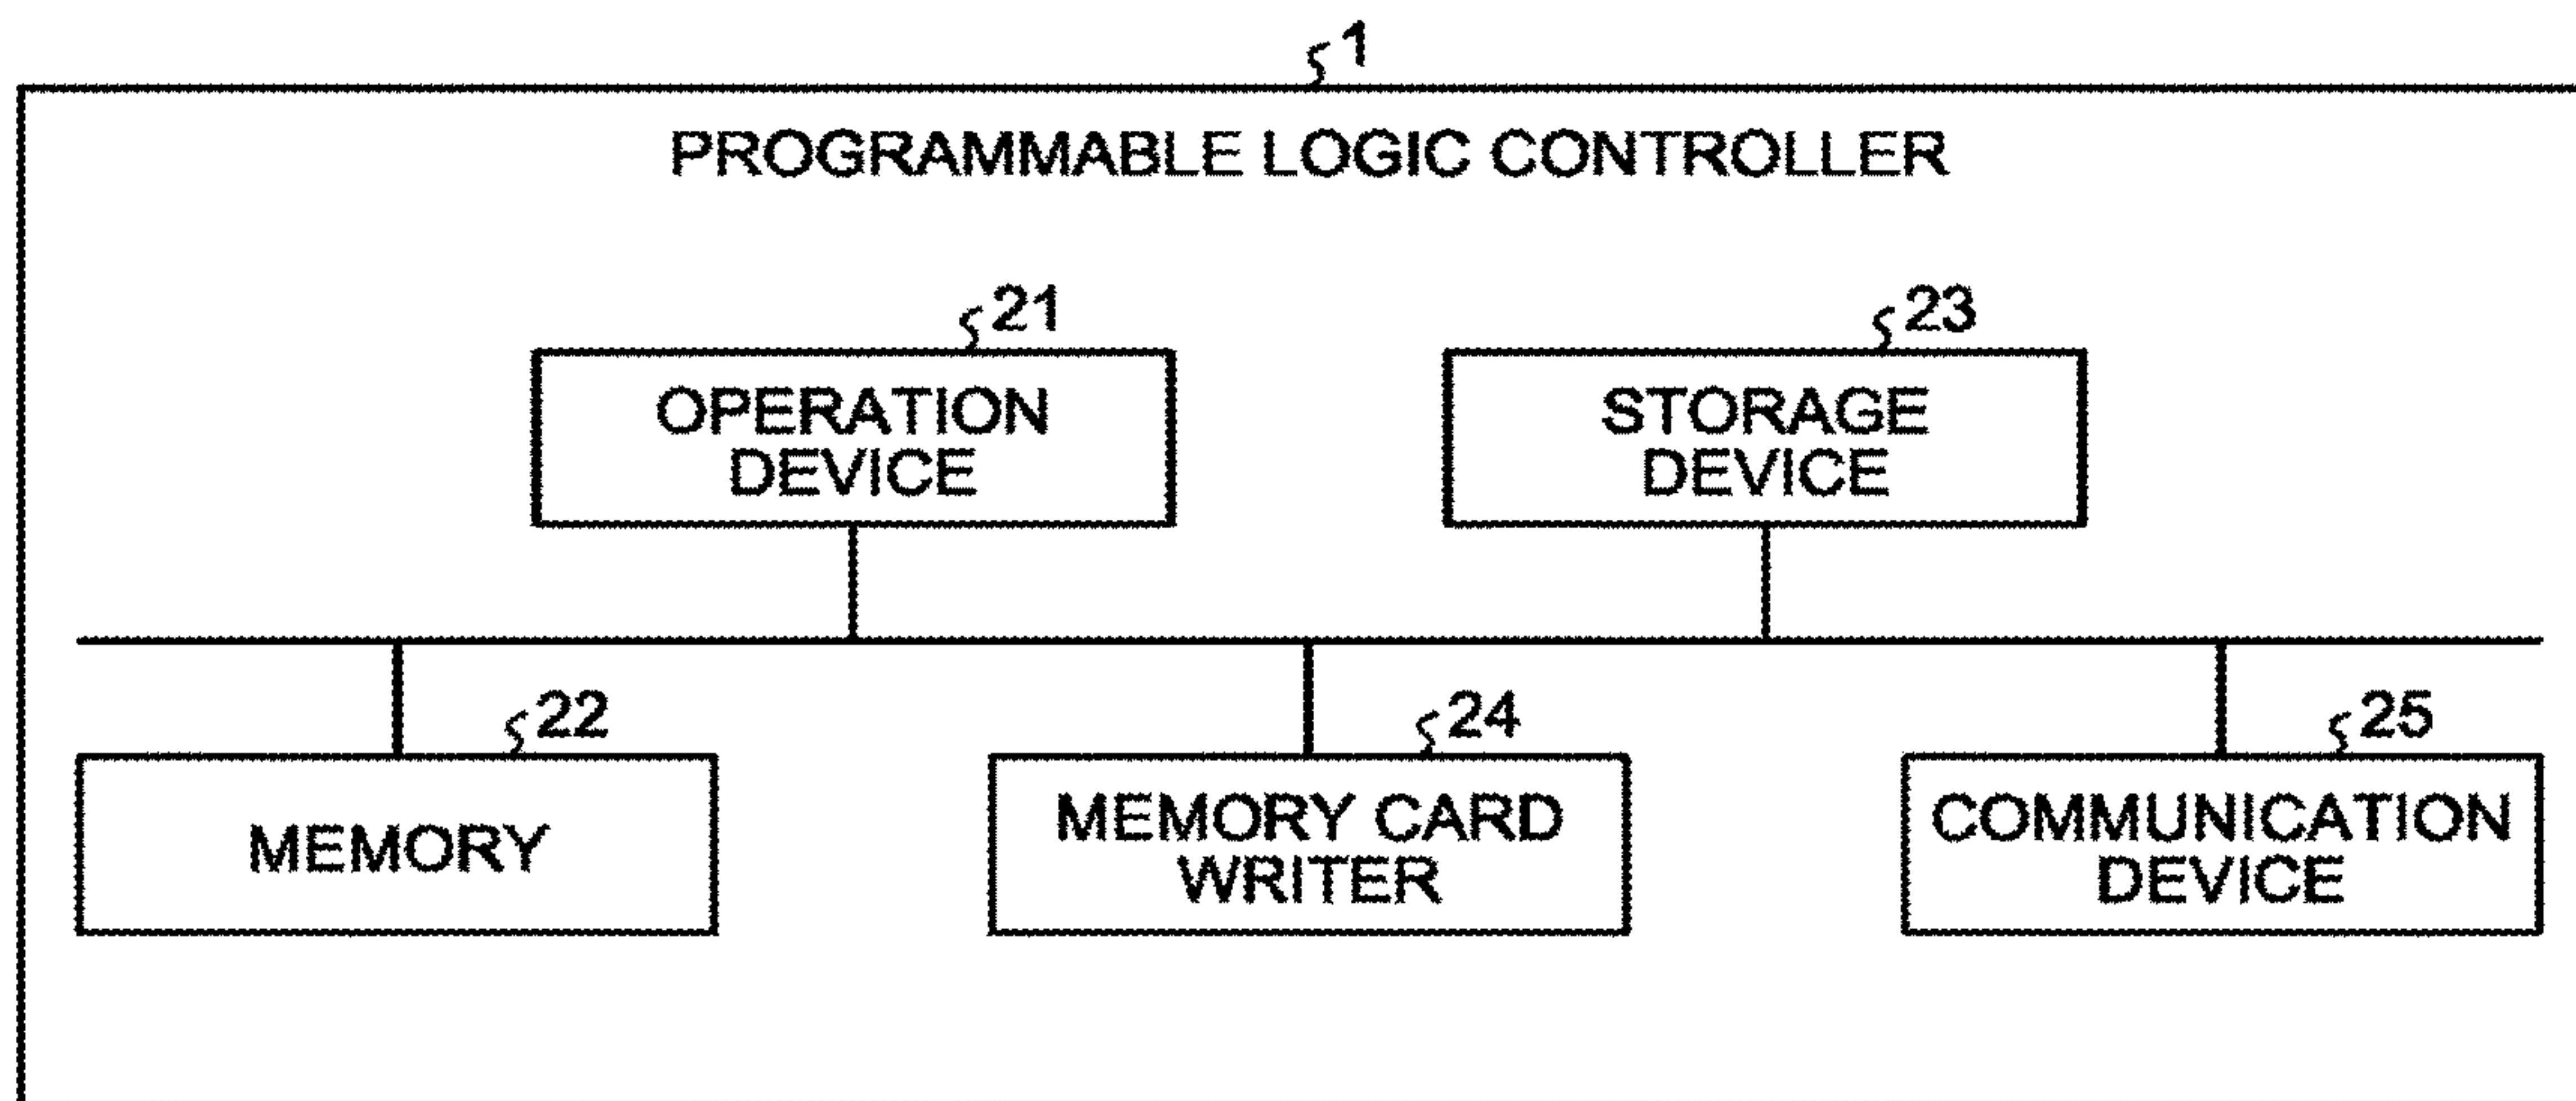 1
PROGRAMMABLE LOGIC CONTROLLER
21
OPERATION
DEVICE
23
STORAGE
DEVICE
22
MEMORY
24
MEMORY CARD
WRITER
25
COMMUNICATION
DEVICE